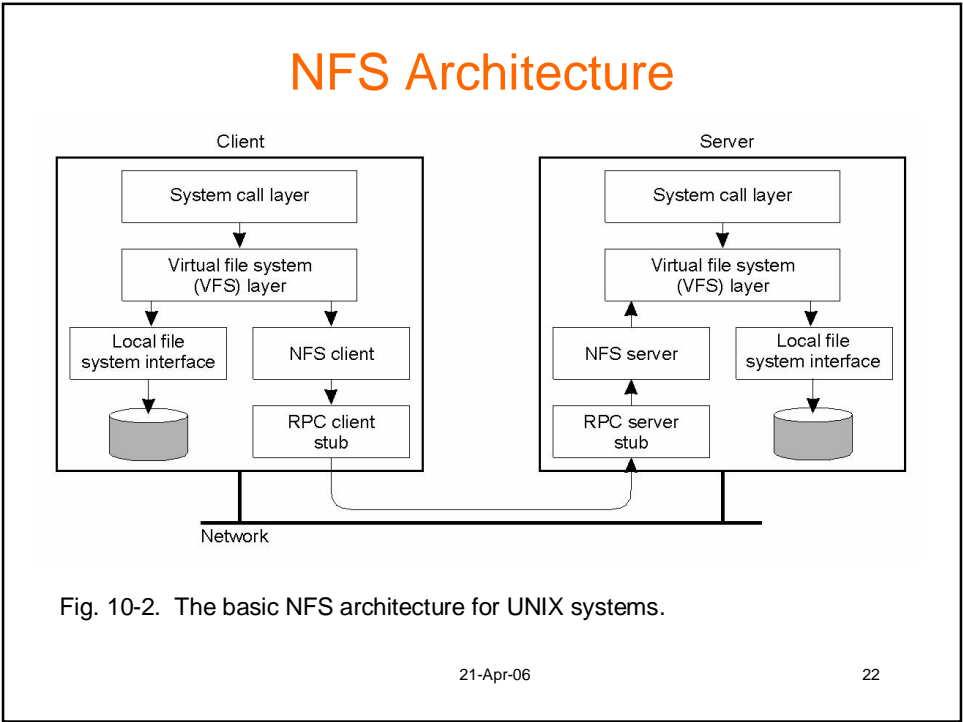 NFS Architecture
Client
System call layer
Virtual file system
(VFS) layer
Local file
system interface
NFS client
RPC client
stub
Server
System call layer
Virtual file system
(VFS) layer
NFS server
Local file
system interface
RPC server
stub
Network
Fig. 10-2. The basic NFS architecture for UNIX systems.
21-Apr-06
22